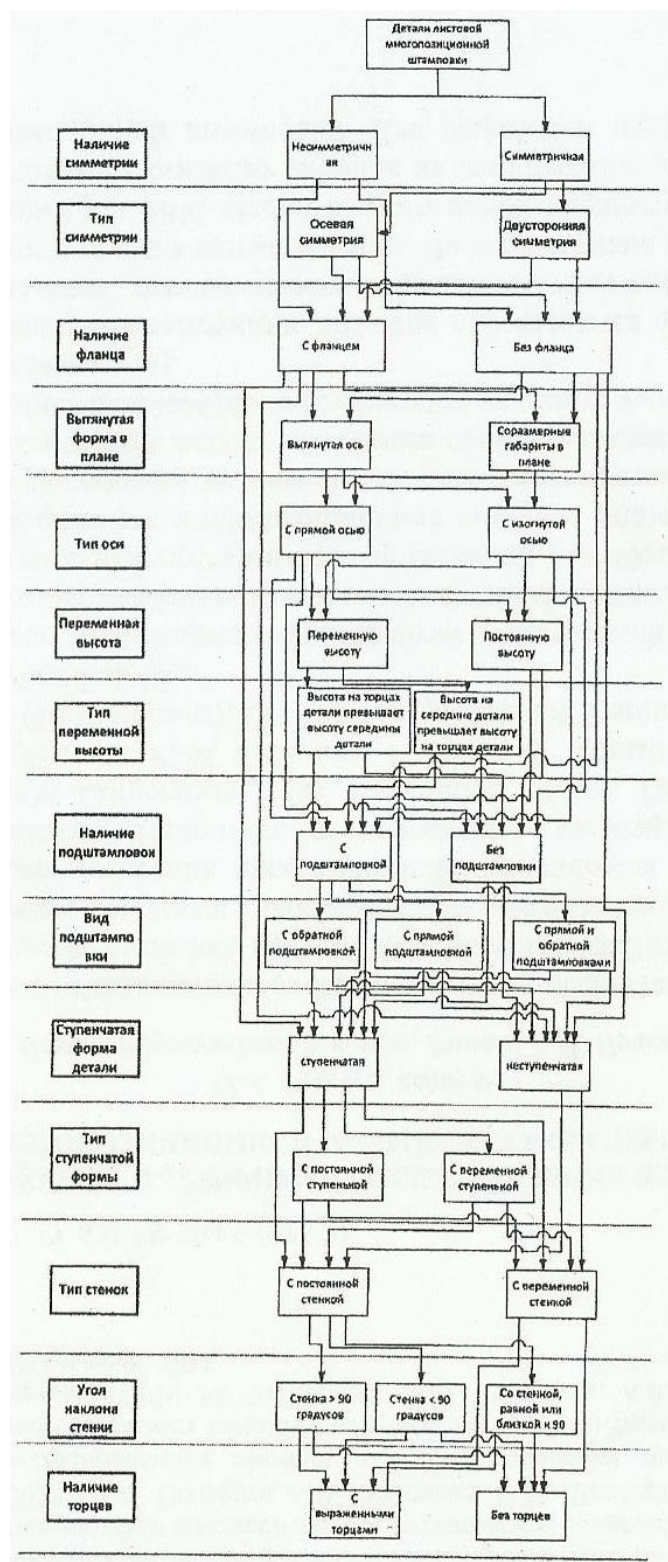 Детали листовой
многопозиционной
штамповки
Наличие
симметрии
Несимметрич
ная
Симметричная
Тип
симметрии
Осевая
симметрия
Двусторонняя
симметрия
Наличие
фланца
С фланцем
Без фланца
Вытянутая
форма в
плане
Вытянутая ось
Соразмерные
габариты в
плане
Тип оси
С прямой осью
С изогнутой
осью
Переменная
высота
Переменную
высоту
Постоянную
высоту
Тип
переменной
высоты
Высота на торцах
детали превышает
высоту середины
детали
Высота на
середине детали
превышает высоту
на торцах детали
Наличие
подштамповок
С
подштамповкой
Без
подштамповки
Вид
подштампо
вки
С обратной
подштамповкой
С прямой
подштамповкой
С прямой и
обратной
подштамповками
Ступенчатая
форма
детали
ступенчатая
неступенчатая
Тип
ступенчатой
формы
С постоянной
ступенькой
С переменной
ступенькой
Тип стенок
С постоянной
стенкой
С переменной
стенкой
Угол
наклона
стенки
Стенка > 90
градусов
Стенка < 90
градусов
Со стенкой,
равной или
близкой к 90
Наличие
торцев
С
выраженными
торцами
Без торцев